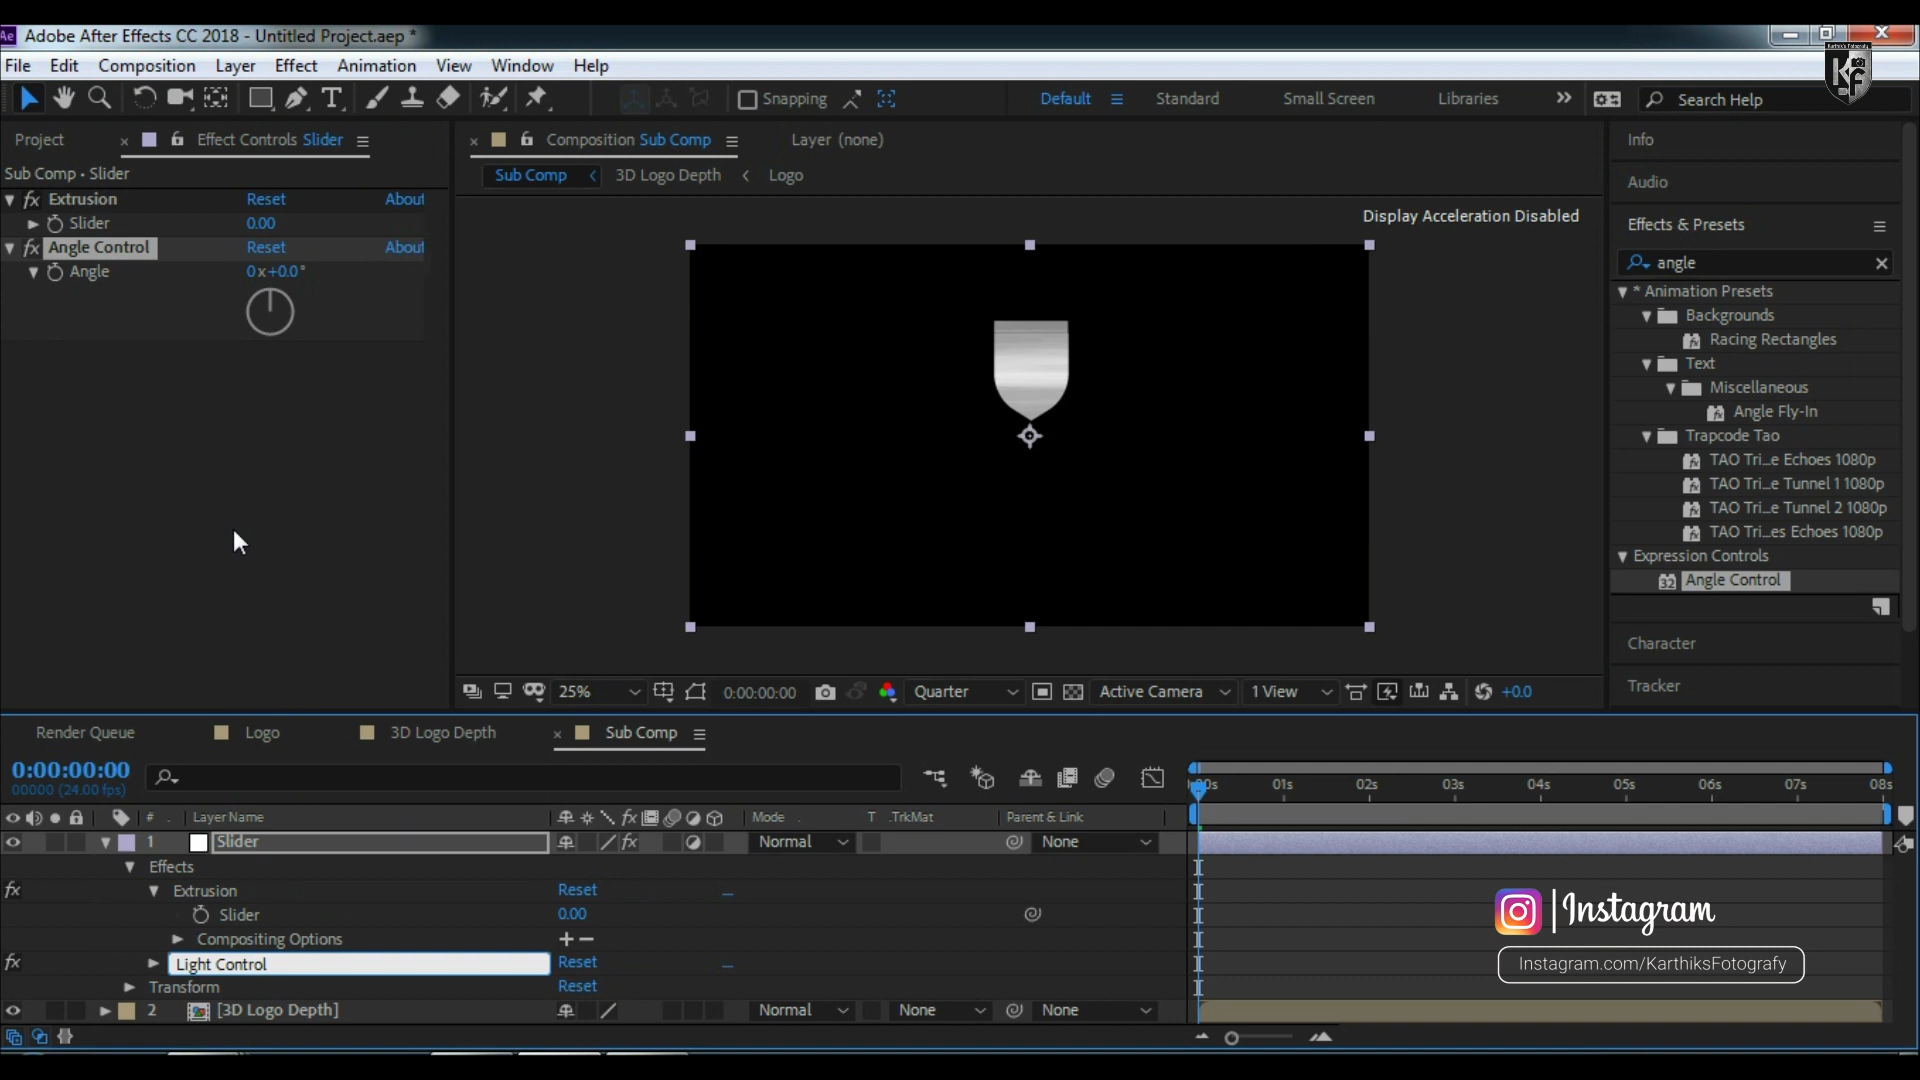 Adobe After Effects CC 2018 - Untitled Project.aep *
File Edit Composition Layer Effect Animation View Window Help
Snapping Default Standard Small Screen Libraries Search Help
Project Effect Controls Slider Composition Sub Comp Layer (none) Info
Sub Comp • Slider
Sub Comp 3D Logo Depth Logo
Audio
Extrusion Reset About
Slider 0.00
Display Acceleration Disabled
Effects & Presets
Angle Control Reset About
Angle 0x+0.0°
angle
* Animation Presets
Backgrounds
Racing Rectangles
Text
Miscellaneous
Angle Fly-In
Trapcode Tao
TAO Tri...e Echoes 1080p
TAO Tri...e Tunnel 1 1080p
TAO Tri...e Tunnel 2 1080p
TAO Tri...es Echoes 1080p
Expression Controls
32 Angle Control
Character
Tracker
25% 0:00:00:00 Quarter Active Camera 1 View +0.0
Render Queue Logo 3D Logo Depth Sub Comp
0:00:00:00
00000 (24.00 fps)
00s 01s 02s 03s 04s 05s 06s 07s 08s
# Layer Name fx Mode T .TrkMat Parent & Link
1 Slider Normal None
Effects
Extrusion Reset
Slider 0.00
Compositing Options + −
Light Control Reset
Transform Reset
2 [3D Logo Depth] Normal None None
Instagram
Instagram.com/KarthiksFotografy